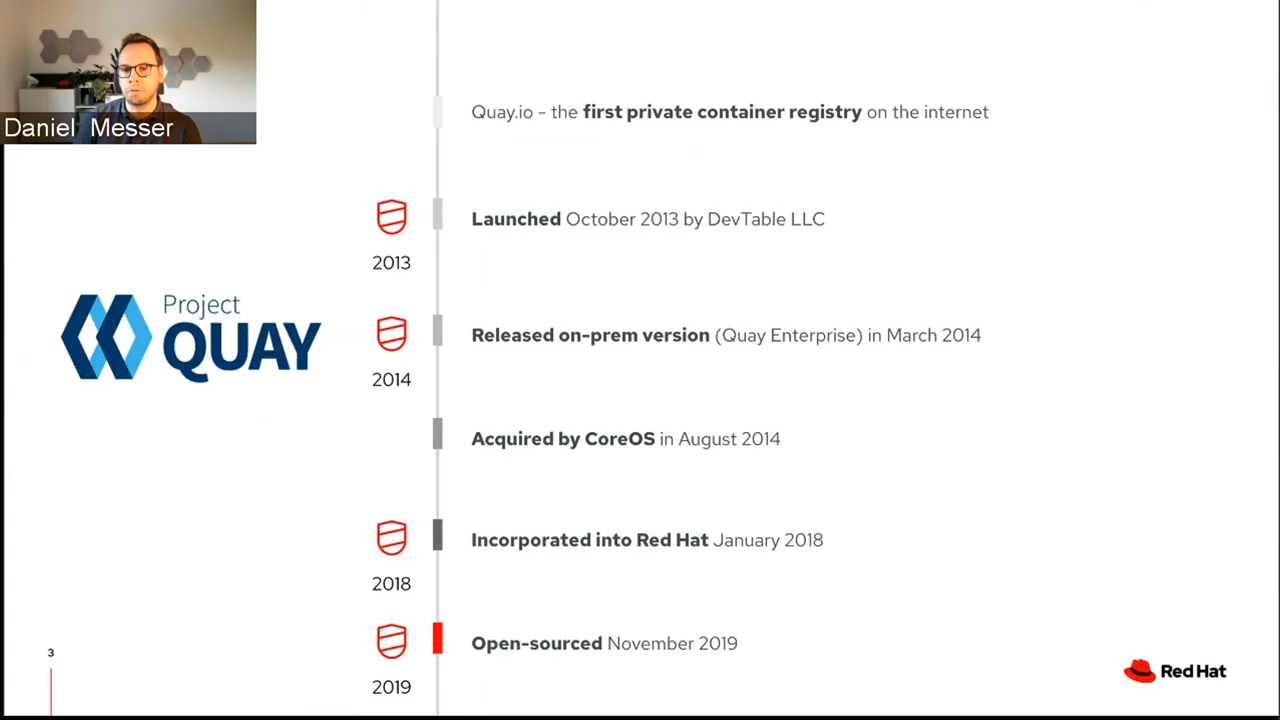 Daniel Messer
Quay.io - the first private container registry on the internet
2013
Launched October 2013 by DevTable LLC
Project
QUAY
2014
Released on-prem version (Quay Enterprise) in March 2014
Acquired by CoreOS in August 2014
2018
Incorporated into Red Hat January 2018
2019
Open-sourced November 2019
3
Red Hat